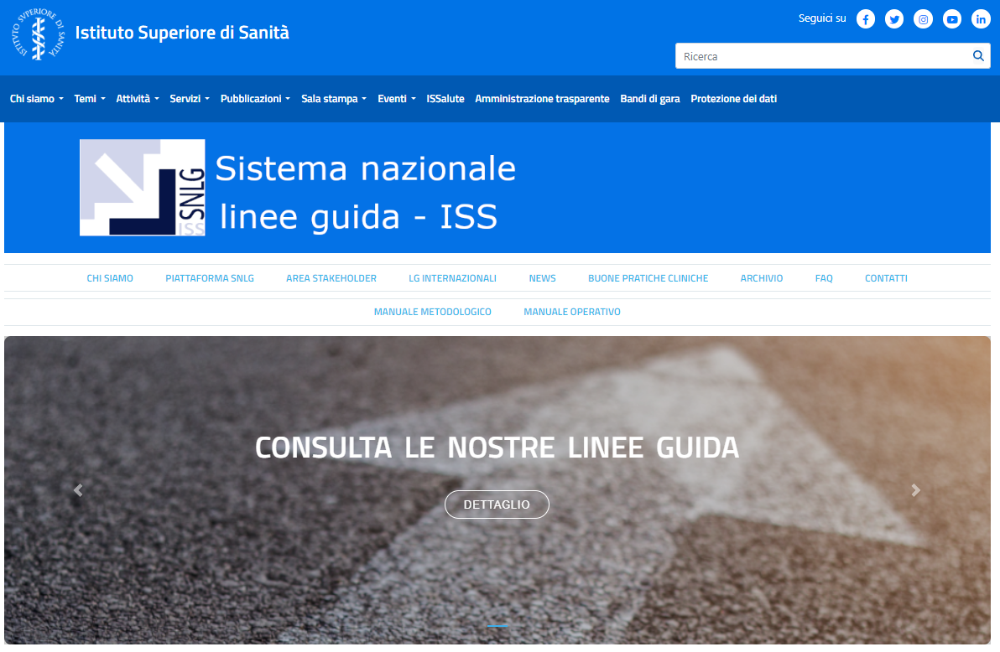 ISTITUTO SUPERIORE DI SANITÀ
Istituto Superiore di Sanità
Seguici su
Ricerca
Chi siamo Temi Attività Servizi Pubblicazioni Sala stampa Eventi ISSalute Amministrazione trasparente Bandi di gara Protezione dei dati
SNLG
ISS
Sistema nazionale
linee guida - ISS
CHI SIAMO PIATTAFORMA SNLG AREA STAKEHOLDER LG INTERNAZIONALI NEWS BUONE PRATICHE CLINICHE ARCHIVIO FAQ CONTATTI
MANUALE METODOLOGICO MANUALE OPERATIVO
CONSULTA LE NOSTRE LINEE GUIDA
DETTAGLIO